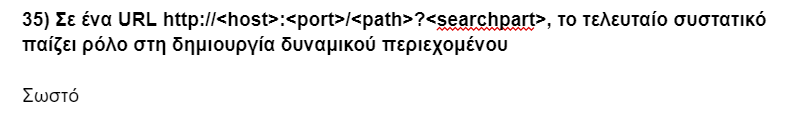 35) Σε ένα URL http://<host>:<port>/<path>?<searchpart>, το τελευταίο συστατικό
παίζει ρόλο στη δημιουργία δυναμικού περιεχομένου
Σωστό